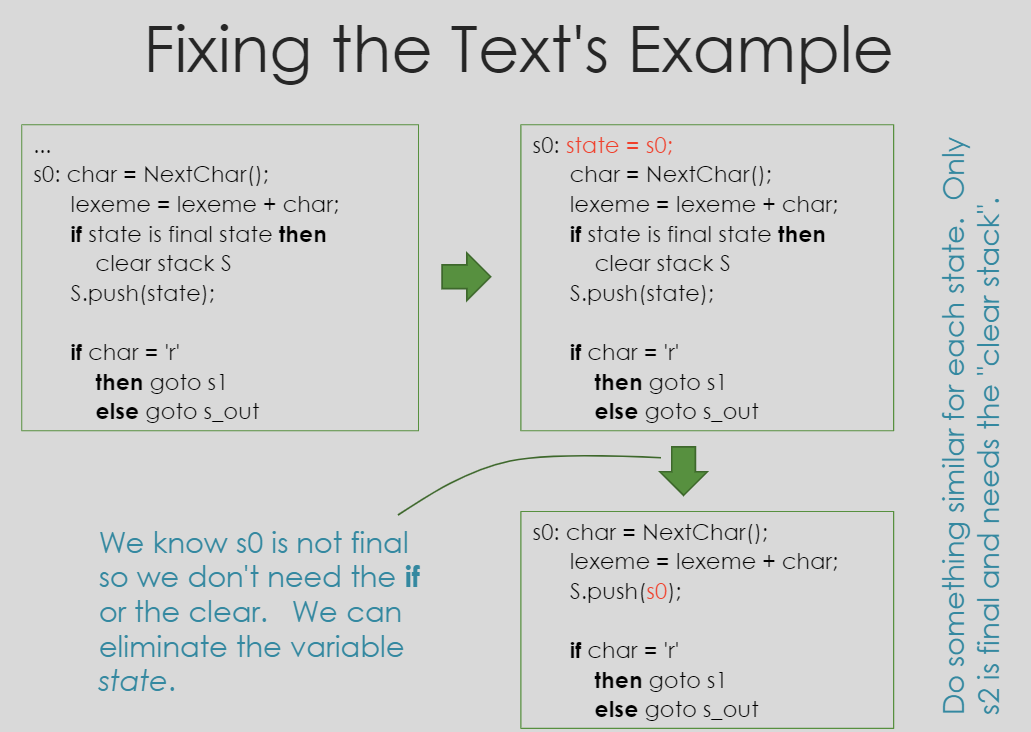 Fixing the Text's Example
...
s0: char = NextChar();
lexeme = lexeme + char;
if state is final state then
clear stack S
S.push(state);
if char = 'r'
then goto s1
else goto s_out
s0: state = s0;
char = NextChar();
lexeme = lexeme + char;
if state is final state then
clear stack S
S.push(state);
if char = 'r'
then goto s1
else goto s_out
We know s0 is not final
so we don't need the if
or the clear. We can
eliminate the variable
state.
s0: char = NextChar();
lexeme = lexeme + char;
S.push(s0);
if char = 'r'
then goto s1
else goto s_out
Do something similar for each state. Only
s2 is final and needs the "clear stack".